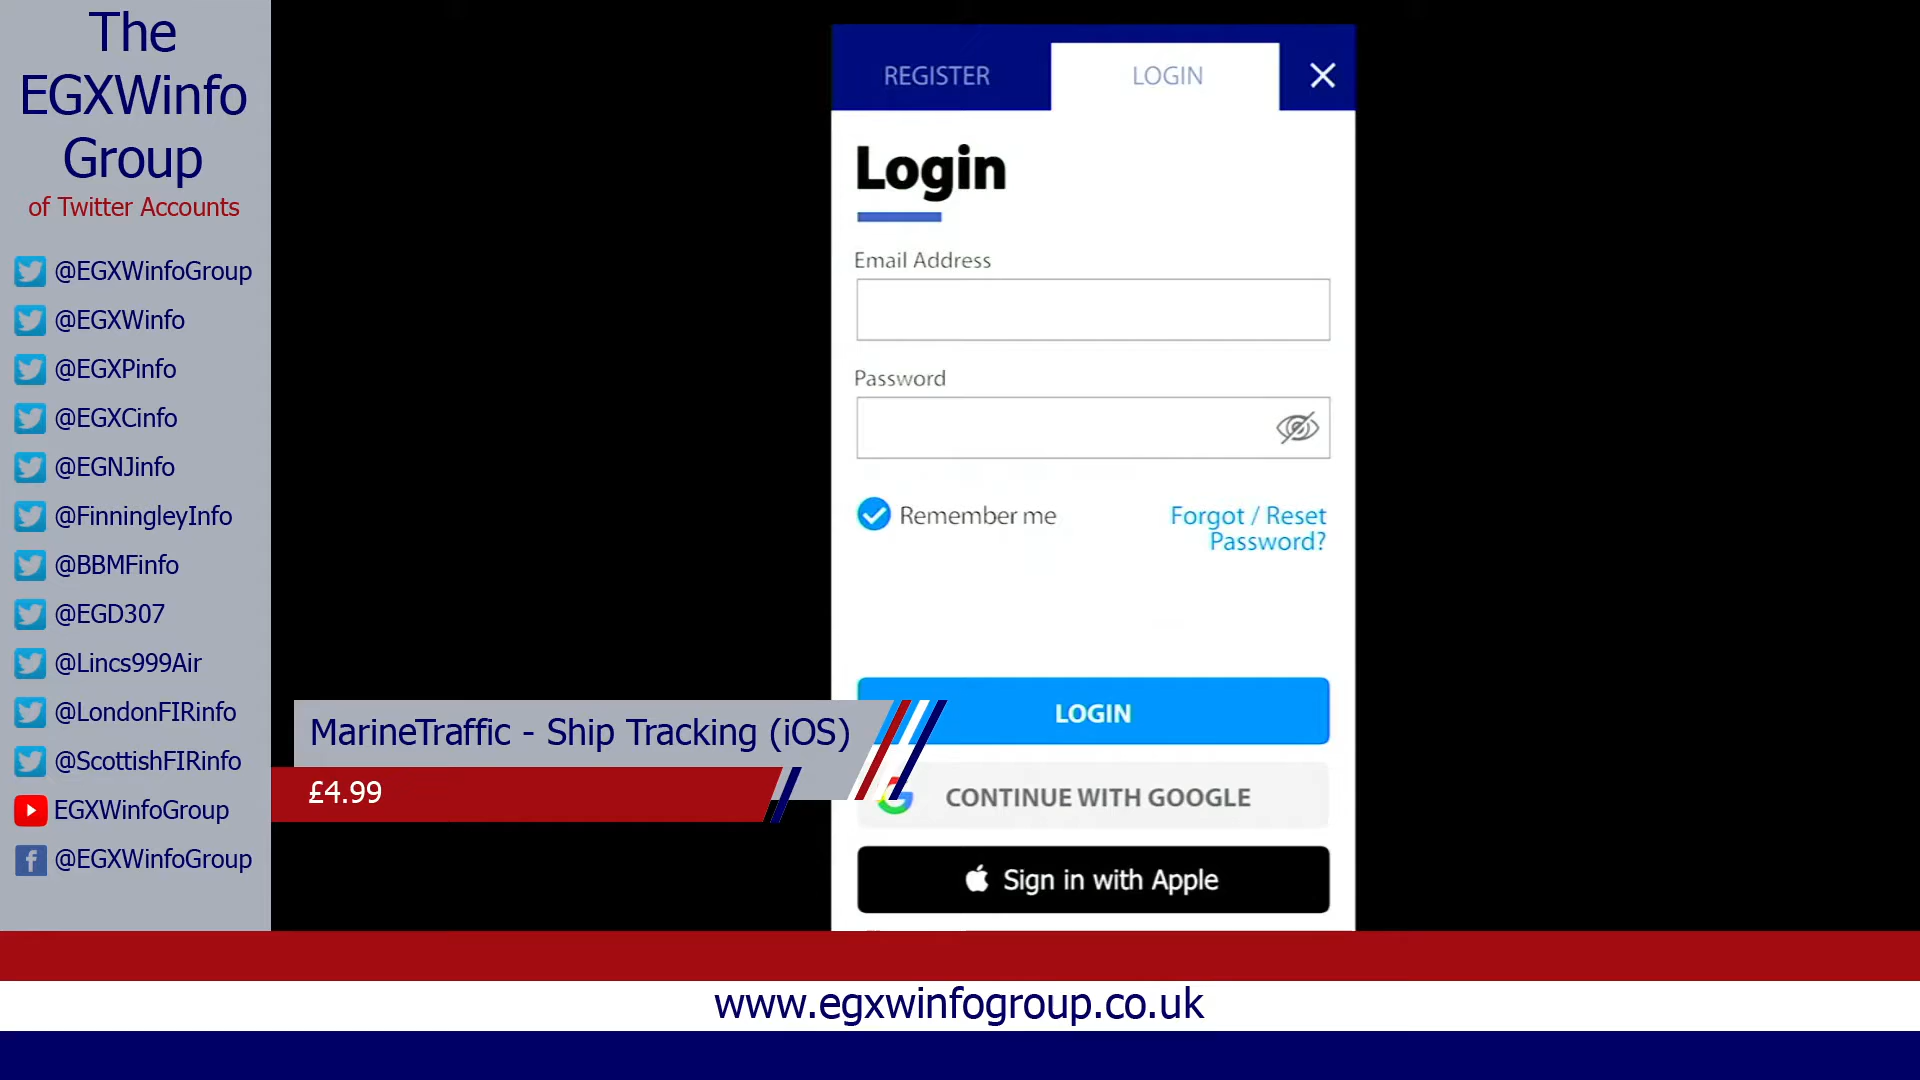 The
EGXWinfo
Group
of Twitter Accounts
@EGXWinfoGroup
@EGXWinfo
@EGXPinfo
@EGXCinfo
@EGNJinfo
@FinningleyInfo
@BBMFinfo
@EGD307
@Lincs999Air
@LondonFIRinfo
@ScottishFIRinfo
EGXWinfoGroup
@EGXWinfoGroup
REGISTER
LOGIN
Login
Email Address
Password
Remember me
Forgot / Reset
Password?
LOGIN
CONTINUE WITH GOOGLE
Sign in with Apple
MarineTraffic - Ship Tracking (iOS)
£4.99
www.egxwinfogroup.co.uk